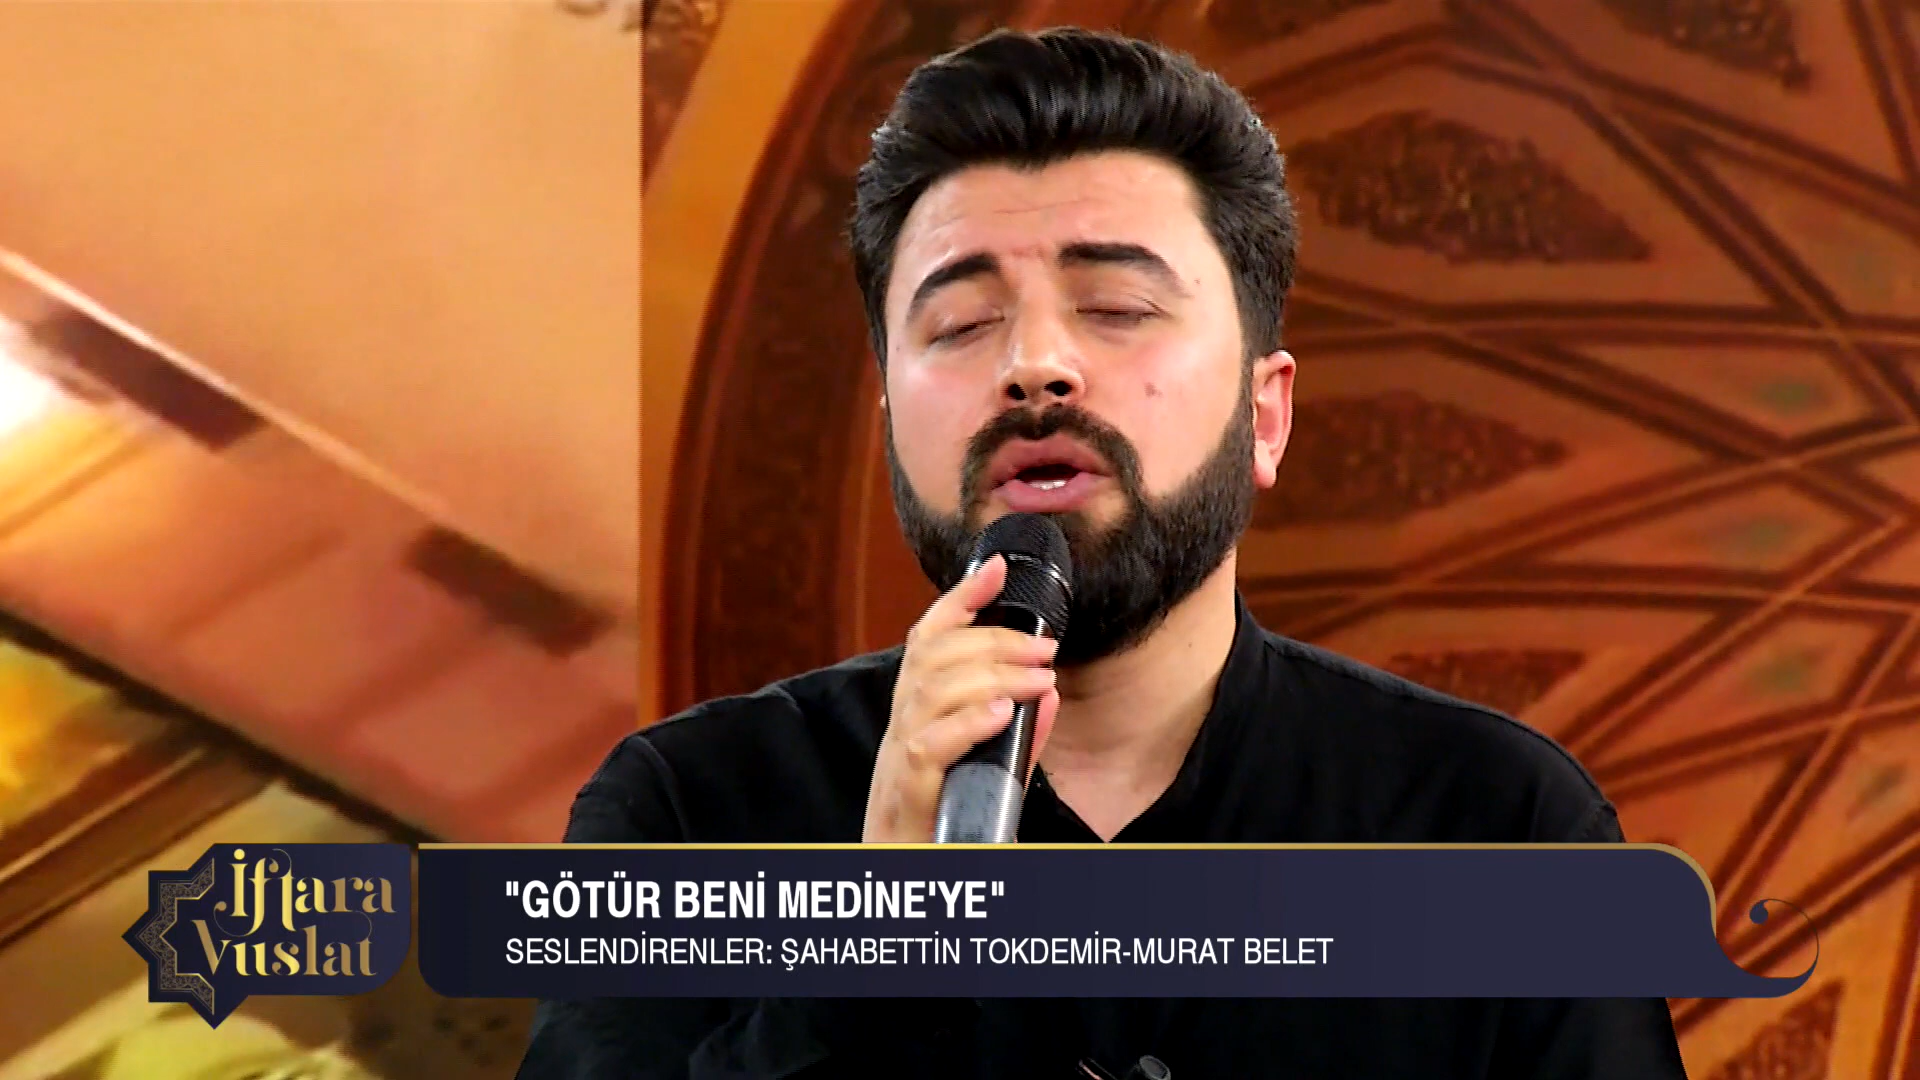 İftara
Vuslat
"GÖTÜR BENİ MEDİNE'YE"
SESLENDİRENLER: ŞAHABETTİN TOKDEMİR-MURAT BELET